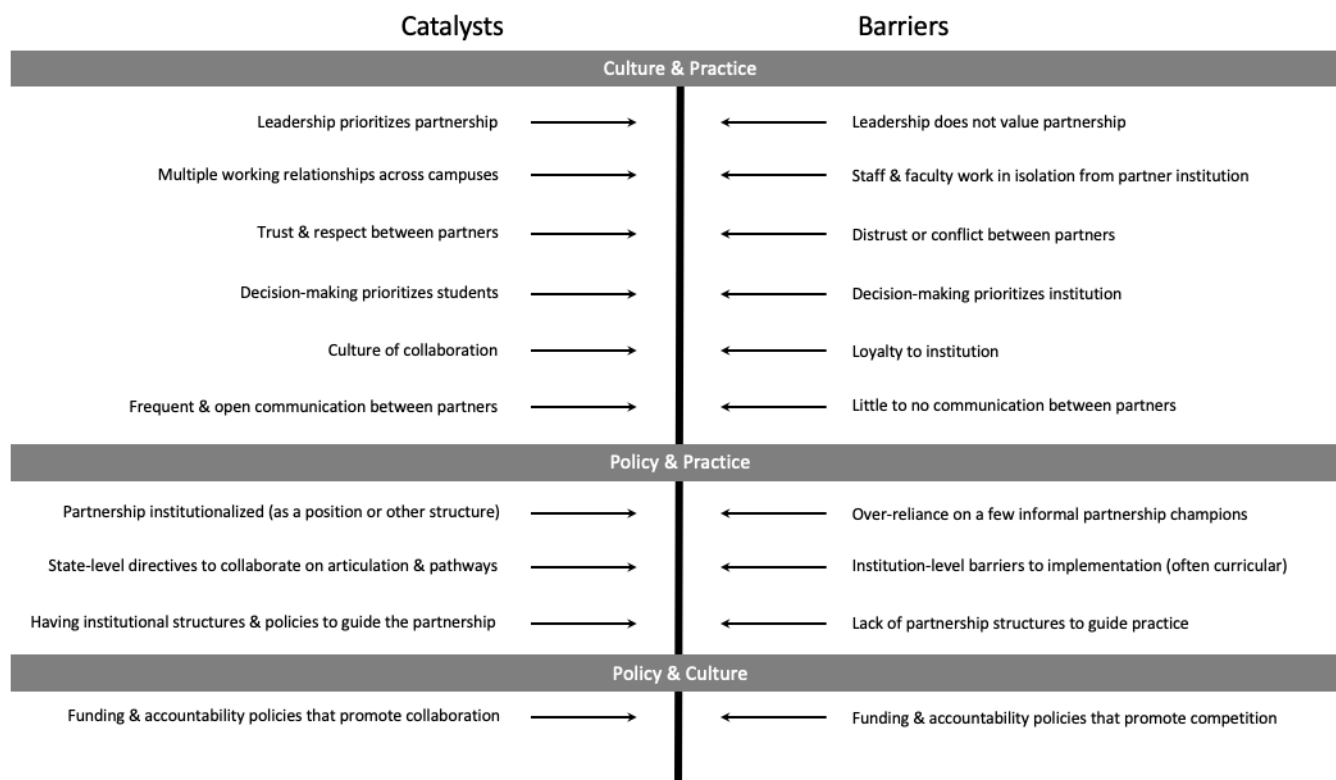 Catalysts Barriers
Culture & Practice
Leadership prioritizes partnership Leadership does not value partnership
Multiple working relationships across campuses Staff & faculty work in isolation from partner institution
Trust & respect between partners Distrust or conflict between partners
Decision-making prioritizes students Decision-making prioritizes institution
Culture of collaboration Loyalty to institution
Frequent & open communication between partners Little to no communication between partners
Policy & Practice
Partnership institutionalized (as a position or other structure) Over-reliance on a few informal partnership champions
State-level directives to collaborate on articulation & pathways Institution-level barriers to implementation (often curricular)
Having institutional structures & policies to guide the partnership Lack of partnership structures to guide practice
Policy & Culture
Funding & accountability policies that promote collaboration Funding & accountability policies that promote competition